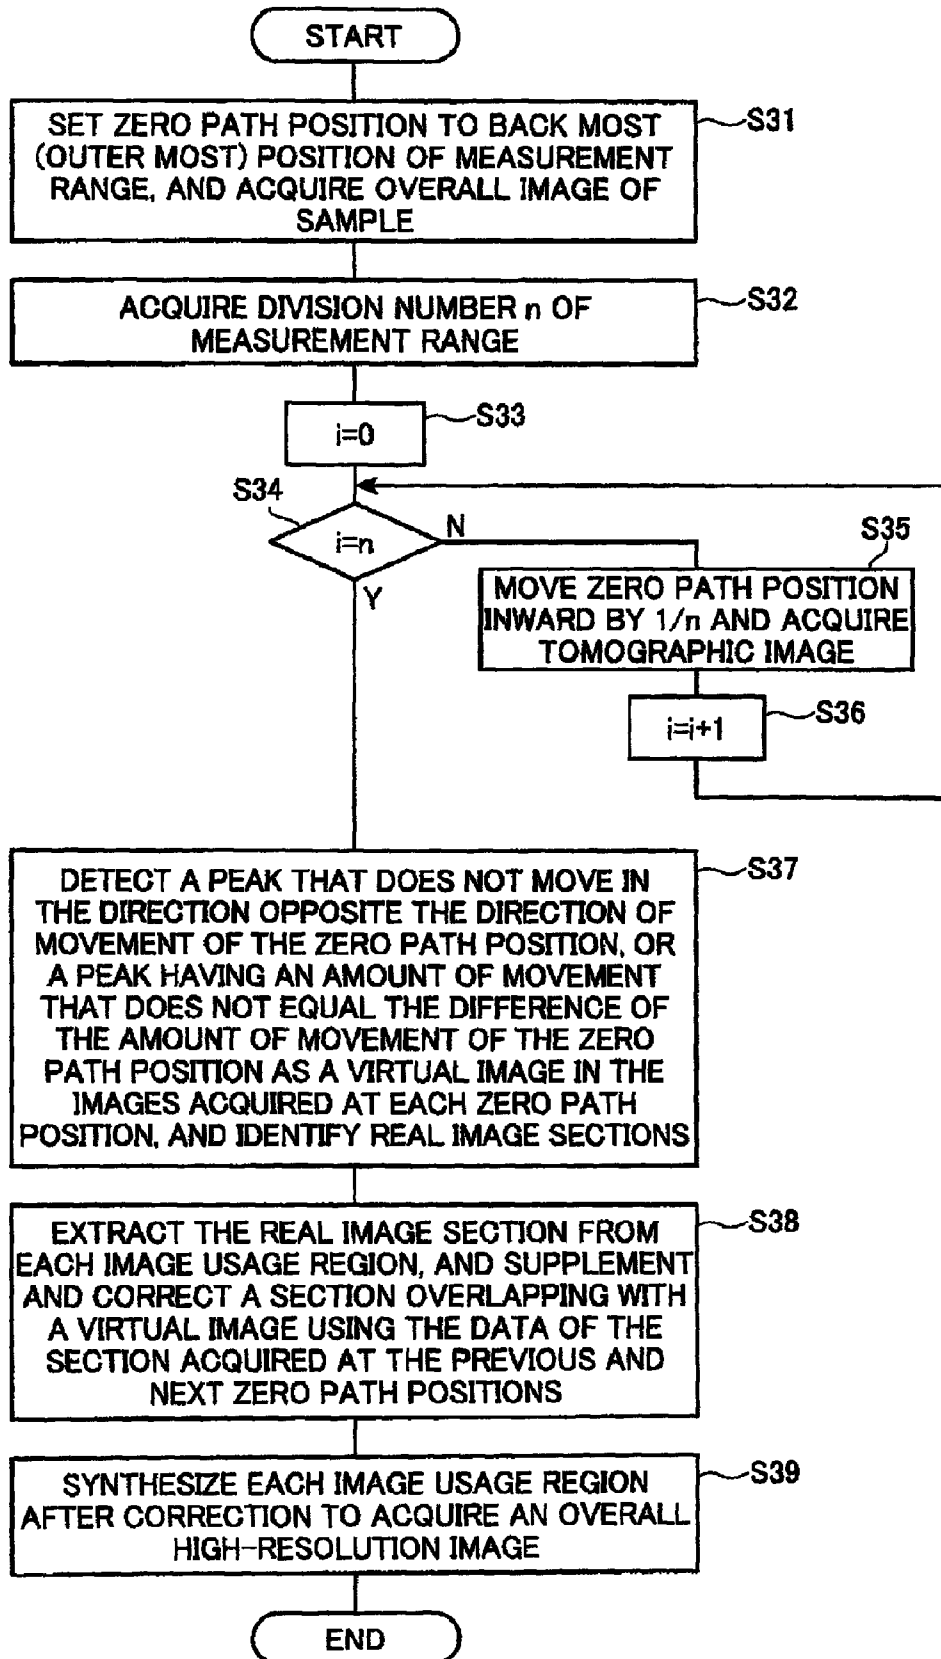 START
SET ZERO PATH POSITION TO BACK MOST
(OUTER MOST) POSITION OF MEASUREMENT
RANGE, AND ACQUIRE OVERALL IMAGE OF
SAMPLE
S31
ACQUIRE DIVISION NUMBER n OF
MEASUREMENT RANGE
S32
i=0
S33
S34
i=n
N
Y
S35
MOVE ZERO PATH POSITION
INWARD BY 1/n AND ACQUIRE
TOMOGRAPHIC IMAGE
i=i+1
S36
DETECT A PEAK THAT DOES NOT MOVE IN
THE DIRECTION OPPOSITE THE DIRECTION OF
MOVEMENT OF THE ZERO PATH POSITION, OR
A PEAK HAVING AN AMOUNT OF MOVEMENT
THAT DOES NOT EQUAL THE DIFFERENCE OF
THE AMOUNT OF MOVEMENT OF THE ZERO
PATH POSITION AS A VIRTUAL IMAGE IN THE
IMAGES ACQUIRED AT EACH ZERO PATH
POSITION, AND IDENTIFY REAL IMAGE SECTIONS
S37
EXTRACT THE REAL IMAGE SECTION FROM
EACH IMAGE USAGE REGION, AND SUPPLEMENT
AND CORRECT A SECTION OVERLAPPING WITH
A VIRTUAL IMAGE USING THE DATA OF THE
SECTION ACQUIRED AT THE PREVIOUS AND
NEXT ZERO PATH POSITIONS
S38
SYNTHESIZE EACH IMAGE USAGE REGION
AFTER CORRECTION TO ACQUIRE AN OVERALL
HIGH-RESOLUTION IMAGE
S39
END